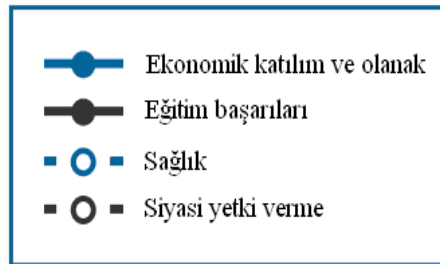 Ekonomik katılım ve olanak
Eğitim başarıları
Sağlık
Siyasi yetki verme